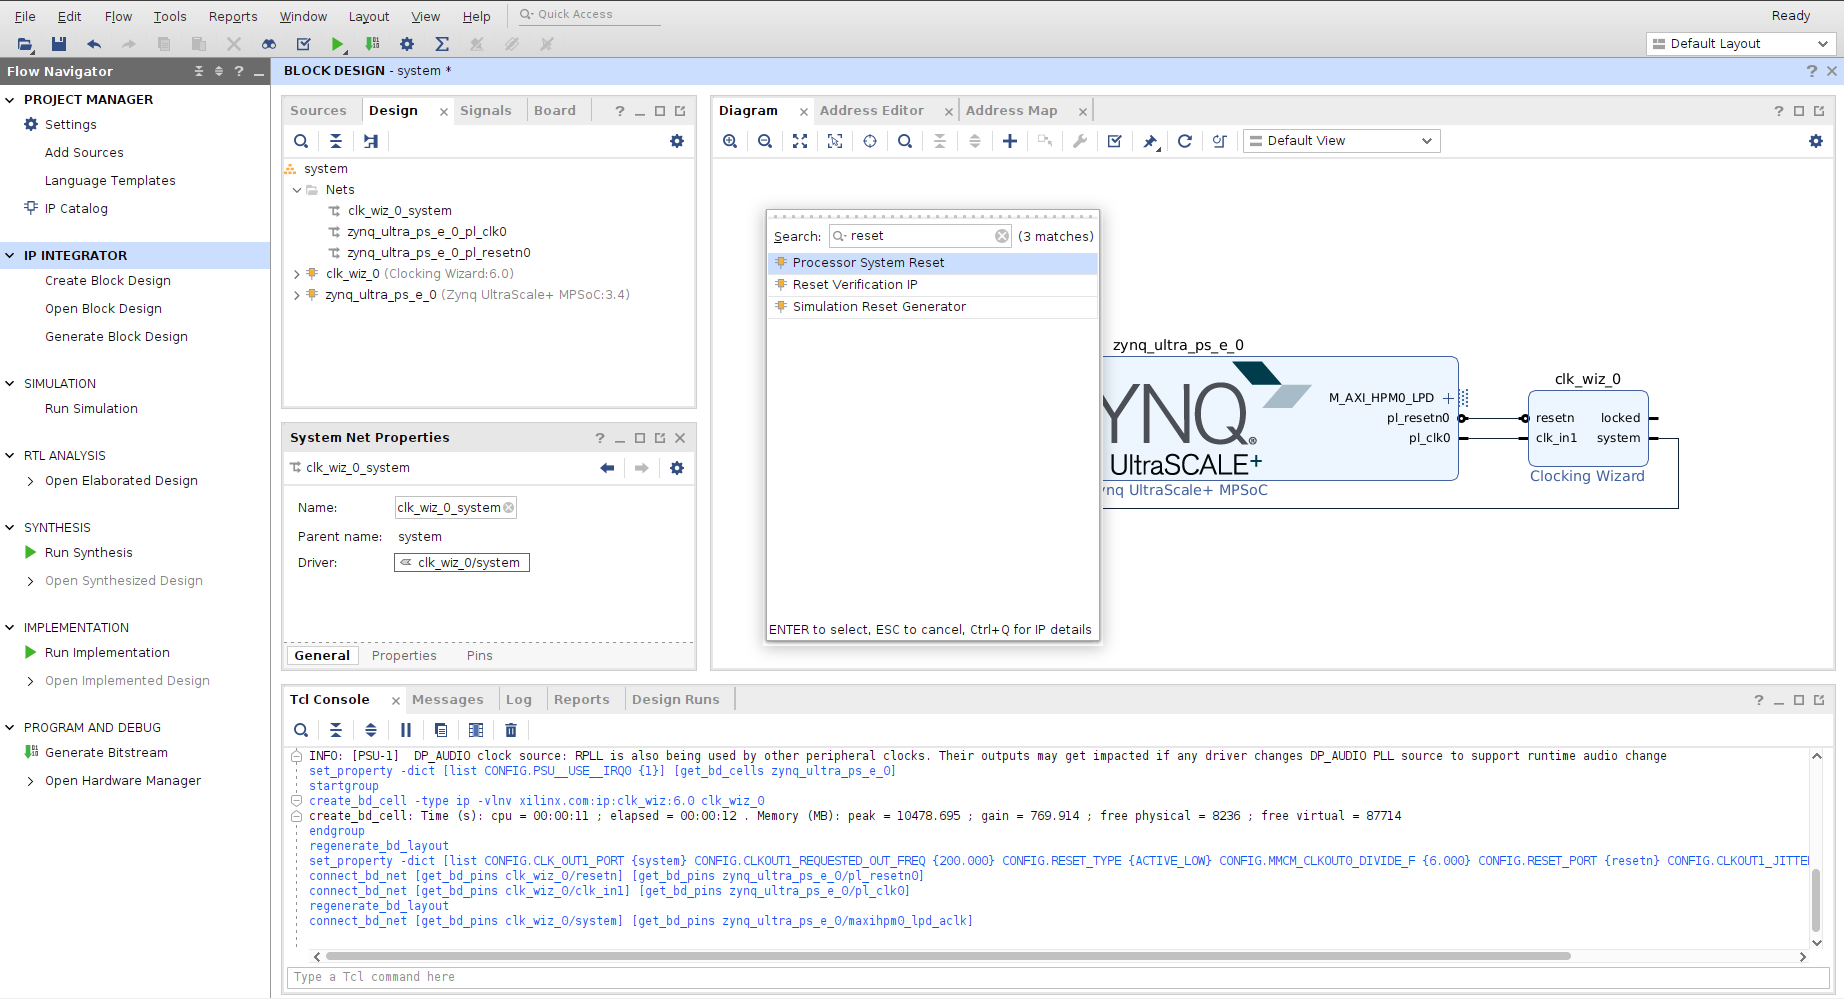 File Edit Flow Tools Reports Window Layout View Help Quick Access Ready
Default Layout
Flow Navigator
PROJECT MANAGER
Settings
Add Sources
Language Templates
IP Catalog
IP INTEGRATOR
Create Block Design
Open Block Design
Generate Block Design
SIMULATION
Run Simulation
RTL ANALYSIS
Open Elaborated Design
SYNTHESIS
Run Synthesis
Open Synthesized Design
IMPLEMENTATION
Run Implementation
Open Implemented Design
PROGRAM AND DEBUG
Generate Bitstream
Open Hardware Manager
BLOCK DESIGN - system *
Sources Design Signals Board
system
Nets
clk_wiz_0_system
zynq_ultra_ps_e_0_pl_clk0
zynq_ultra_ps_e_0_pl_resetn0
clk_wiz_0 (Clocking Wizard:6.0)
zynq_ultra_ps_e_0 (Zynq UltraScale+ MPSoC:3.4)
System Net Properties
clk_wiz_0_system
Name: clk_wiz_0_system
Parent name: system
Driver: clk_wiz_0/system
General Properties Pins
Diagram Address Editor Address Map
Default View
Search: reset (3 matches)
Processor System Reset
Reset Verification IP
Simulation Reset Generator
ENTER to select, ESC to cancel, Ctrl+Q for IP details
zynq_ultra_ps_e_0
YNQ®
UltraSCALE+
M_AXI_HPM0_LPD
pl_resetn0
pl_clk0
ynq UltraScale+ MPSoC
clk_wiz_0
resetn locked
clk_in1 system
Clocking Wizard
Tcl Console Messages Log Reports Design Runs
INFO: [PSU-1]  DP_AUDIO clock source: RPLL is also being used by other peripheral clocks. Their outputs may get impacted if any driver changes DP_AUDIO PLL source to support runtime audio change
set_property -dict [list CONFIG.PSU__USE__IRQ0 {1}] [get_bd_cells zynq_ultra_ps_e_0]
startgroup
create_bd_cell -type ip -vlnv xilinx.com:ip:clk_wiz:6.0 clk_wiz_0
create_bd_cell: Time (s): cpu = 00:00:11 ; elapsed = 00:00:12 . Memory (MB): peak = 10478.695 ; gain = 769.914 ; free physical = 8236 ; free virtual = 87714
endgroup
regenerate_bd_layout
set_property -dict [list CONFIG.CLK_OUT1_PORT {system} CONFIG.CLKOUT1_REQUESTED_OUT_FREQ {200.000} CONFIG.RESET_TYPE {ACTIVE_LOW} CONFIG.MMCM_CLKOUT0_DIVIDE_F {6.000} CONFIG.RESET_PORT {resetn} CONFIG.CLKOUT1_JITTE
connect_bd_net [get_bd_pins clk_wiz_0/resetn] [get_bd_pins zynq_ultra_ps_e_0/pl_resetn0]
connect_bd_net [get_bd_pins clk_wiz_0/clk_in1] [get_bd_pins zynq_ultra_ps_e_0/pl_clk0]
regenerate_bd_layout
connect_bd_net [get_bd_pins clk_wiz_0/system] [get_bd_pins zynq_ultra_ps_e_0/maxihpm0_lpd_aclk]
Type a Tcl command here